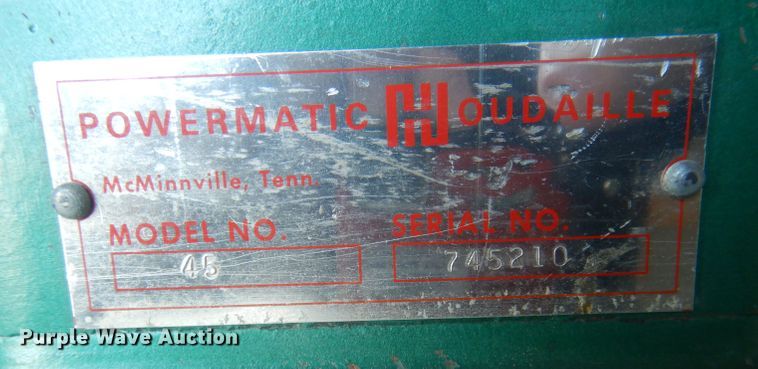 POWERMATIC HOUDAILLE
McMinnville, Tenn.
MODEL NO. SERIAL NO.
45 745210
Purple Wave Auction